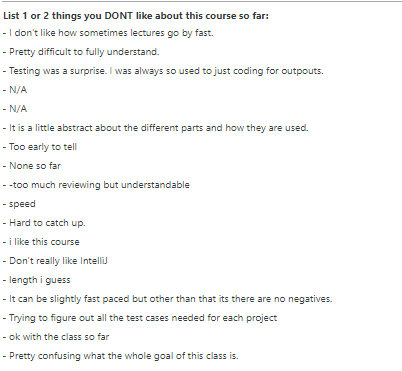 List 1 or 2 things you DONT like about this course so far:
- I don't like how sometimes lectures go by fast.
- Pretty difficult to fully understand.
- Testing was a surprise. I was always so used to just coding for outpouts.
- N/A
- N/A
- It is a little abstract about the different parts and how they are used.
- Too early to tell
- None so far
- -too much reviewing but understandable
- speed
- Hard to catch up.
- i like this course
- Don't really like IntelliJ
- length i guess
- It can be slightly fast paced but other than that its there are no negatives.
- Trying to figure out all the test cases needed for each project
- ok with the class so far
- Pretty confusing what the whole goal of this class is.